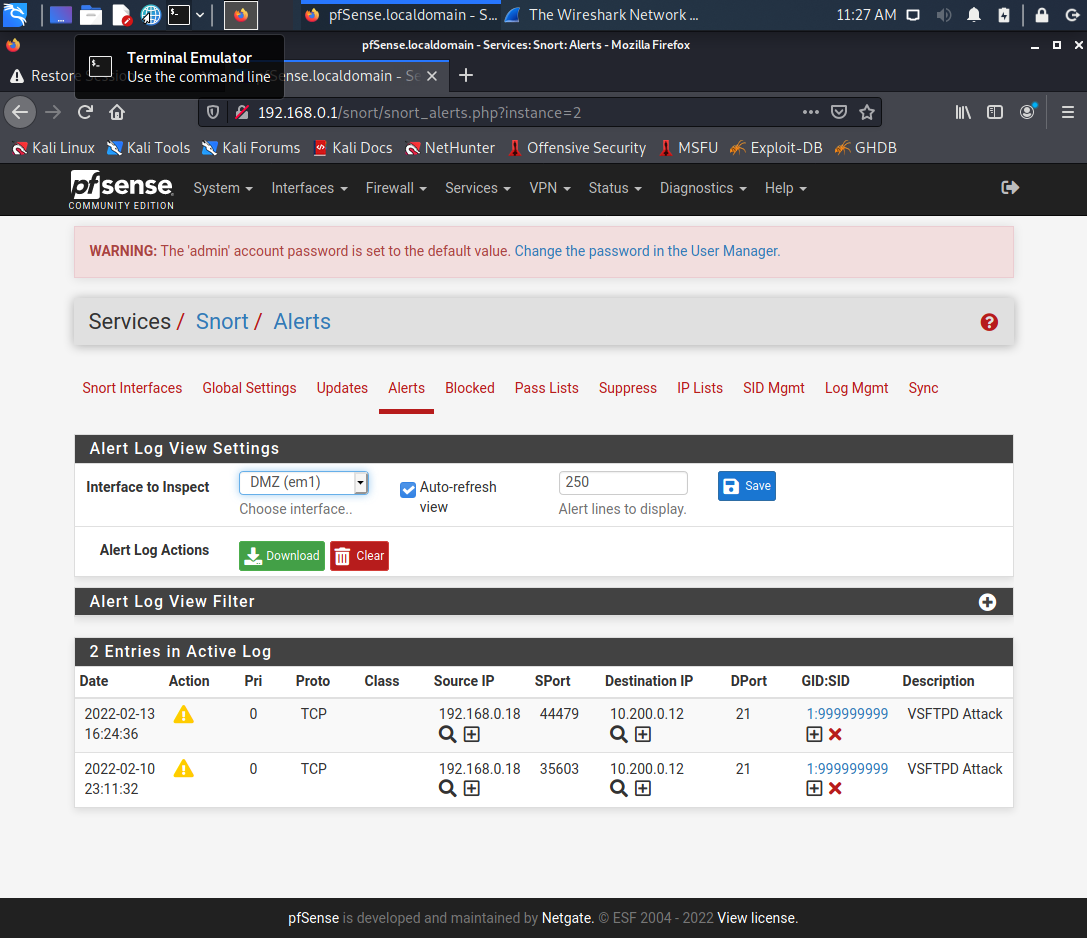 pfSense.localdomain - S...
The Wireshark Network ...
11:27 AM
pfSense.localdomain - Services: Snort: Alerts - Mozilla Firefox
Terminal Emulator
Use the command line
Restore Session
Sense.localdomain - Se
192.168.0.1/snort/snort_alerts.php?instance=2
Kali Linux Kali Tools Kali Forums Kali Docs NetHunter Offensive Security MSFU Exploit-DB GHDB
pfsense
COMMUNITY EDITION
System Interfaces Firewall Services VPN Status Diagnostics Help
WARNING: The 'admin' account password is set to the default value. Change the password in the User Manager.
Services / Snort / Alerts
Snort Interfaces Global Settings Updates Alerts Blocked Pass Lists Suppress IP Lists SID Mgmt Log Mgmt Sync
Alert Log View Settings
Interface to Inspect DMZ (em1) Auto-refresh view 250 Save
Choose interface.. Alert lines to display.
Alert Log Actions Download Clear
Alert Log View Filter
2 Entries in Active Log
Date Action Pri Proto Class Source IP SPort Destination IP DPort GID:SID Description
2022-02-13 0 TCP 192.168.0.18 44479 10.200.0.12 21 1:999999999 VSFTPD Attack
16:24:36
2022-02-10 0 TCP 192.168.0.18 35603 10.200.0.12 21 1:999999999 VSFTPD Attack
23:11:32
pfSense is developed and maintained by Netgate. © ESF 2004 - 2022 View license.